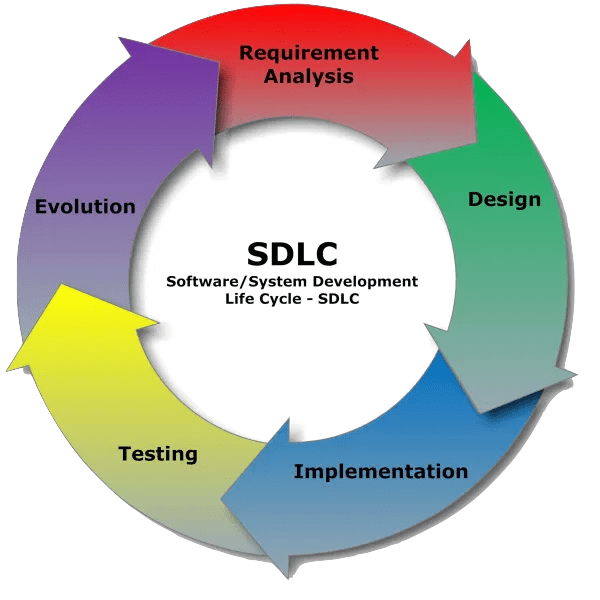 Requirement
Analysis
Design
Evolution
SDLC
Software/System Development
Life Cycle - SDLC
Testing
Implementation